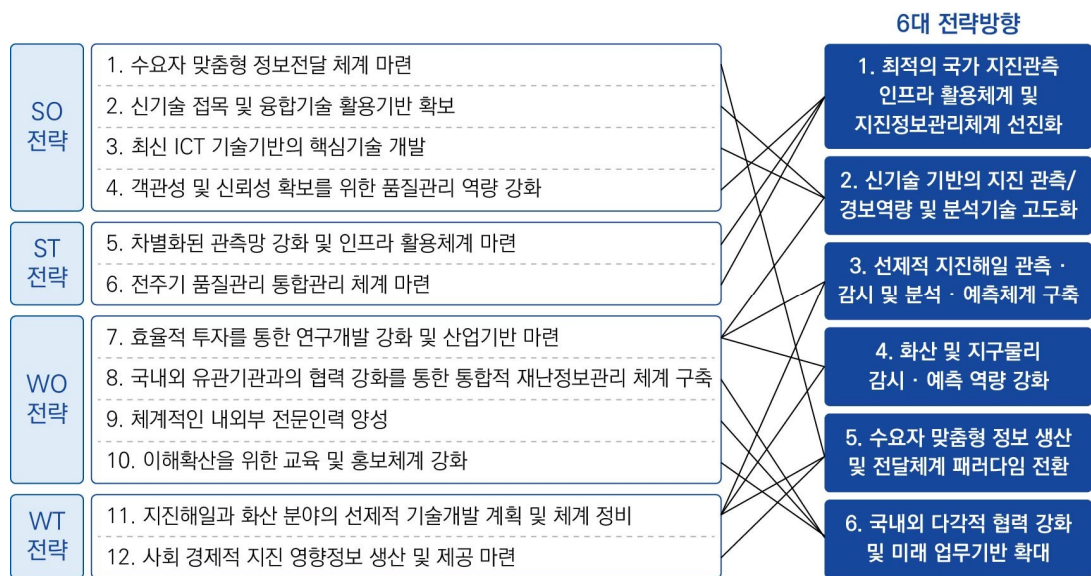 6대 전략방향
SO
전략
1. 수요자 맞춤형 정보전달 체계 마련
2. 신기술 접목 및 융합기술 활용기반 확보
3. 최신 ICT 기술기반의 핵심기술 개발
4. 객관성 및 신뢰성 확보를 위한 품질관리 역량 강화
ST
전략
5. 차별화된 관측망 강화 및 인프라 활용체계 마련
6. 전주기 품질관리 통합관리 체계 마련
WO
전략
7. 효율적 투자를 통한 연구개발 강화 및 산업기반 마련
8. 국내외 유관기관과의 협력 강화를 통한 통합적 재난정보관리 체계 구축
9. 체계적인 내외부 전문인력 양성
10. 이해확산을 위한 교육 및 홍보체계 강화
WT
전략
11. 지진해일과 화산 분야의 선제적 기술개발 계획 및 체계 정비
12. 사회 경제적 지진 영향정보 생산 및 제공 마련
1. 최적의 국가 지진관측
인프라 활용체계 및
지진정보관리체계 선진화
2. 신기술 기반의 지진 관측/
경보역량 및 분석기술 고도화
3. 선제적 지진해일 관측 ·
감시 및 분석 · 예측체계 구축
4. 화산 및 지구물리
감시 · 예측 역량 강화
5. 수요자 맞춤형 정보 생산
및 전달체계 패러다임 전환
6. 국내외 다각적 협력 강화
및 미래 업무기반 확대